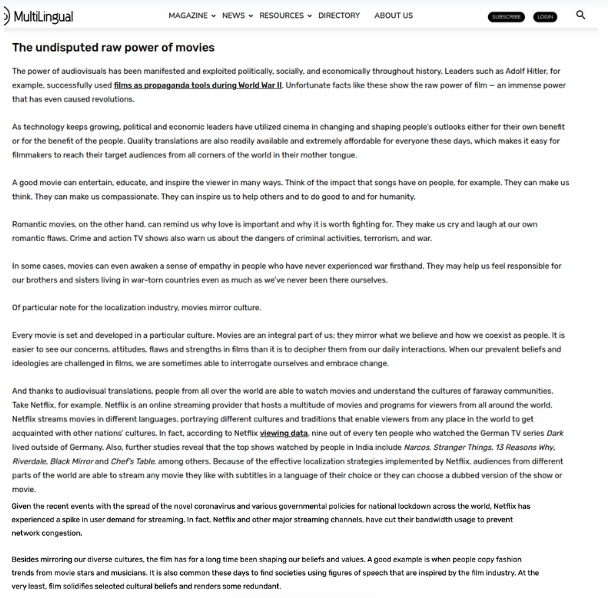 MultiLingual MAGAZINE NEWS RESOURCES DIRECTORY ABOUT US SUBSCRIBE LOGIN
The undisputed raw power of movies
The power of audiovisuals has been manifested and exploited politically, socially, and economically throughout history. Leaders such as Adolf Hitler, for
example, successfully used films as propaganda tools during World War II. Unfortunate facts like these show the raw power of film — an immense power
that has even caused revolutions.
As technology keeps growing, political and economic leaders have utilized cinema in changing and shaping people's outlooks either for their own benefit
or for the benefit of the people. Quality translations are also readily available and extremely affordable for everyone these days, which makes it easy for
filmmakers to reach their target audiences from all corners of the world in their mother tongue.
A good movie can entertain, educate, and inspire the viewer in many ways. Think of the impact that songs have on people, for example. They can make us
think. They can make us compassionate. They can inspire us to help others and to do good to and for humanity.
Romantic movies, on the other hand, can remind us why love is important and why it is worth fighting for. They make us cry and laugh at our own
romantic flaws. Crime and action TV shows also warn us about the dangers of criminal activities, terrorism, and war.
In some cases, movies can even awaken a sense of empathy in people who have never experienced war firsthand. They may help us feel responsible for
our brothers and sisters living in war-torn countries even as much as we've never been there ourselves.
Of particular note for the localization industry, movies mirror culture.
Every movie is set and developed in a particular culture. Movies are an integral part of us; they mirror what we believe and how we coexist as people. It is
easier to see our concerns, attitudes, flaws and strengths in films than it is to decipher them from our daily interactions. When our prevalent beliefs and
ideologies are challenged in films, we are sometimes able to interrogate ourselves and embrace change.
And thanks to audiovisual translations, people from all over the world are able to watch movies and understand the cultures of faraway communities.
Take Netflix, for example. Netflix is an online streaming provider that hosts a multitude of movies and programs for viewers from all around the world.
Netflix streams movies in different languages, portraying different cultures and traditions that enable viewers from any place in the world to get
acquainted with other nations' cultures. In fact, according to Netflix viewing data, nine out of every ten people who watched the German TV series Dark
lived outside of Germany. Also, further studies reveal that the top shows watched by people in India include Narcos, Stranger Things, 13 Reasons Why,
Riverdale, Black Mirror and Chef's Table, among others. Because of the effective localization strategies implemented by Netflix, audiences from different
parts of the world are able to stream any movie they like with subtitles in a language of their choice or they can choose a dubbed version of the show or
movie.
Given the recent events with the spread of the novel coronavirus and various governmental policies for national lockdown across the world, Netflix has
experienced a spike in user demand for streaming. In fact, Netflix and other major streaming channels, have cut their bandwidth usage to prevent
network congestion.
Besides mirroring our diverse cultures, the film has for a long time been shaping our beliefs and values. A good example is when people copy fashion
trends from movie stars and musicians. It is also common these days to find societies using figures of speech that are inspired by the film industry. At the
very least, film solidifies selected cultural beliefs and renders some redundant.